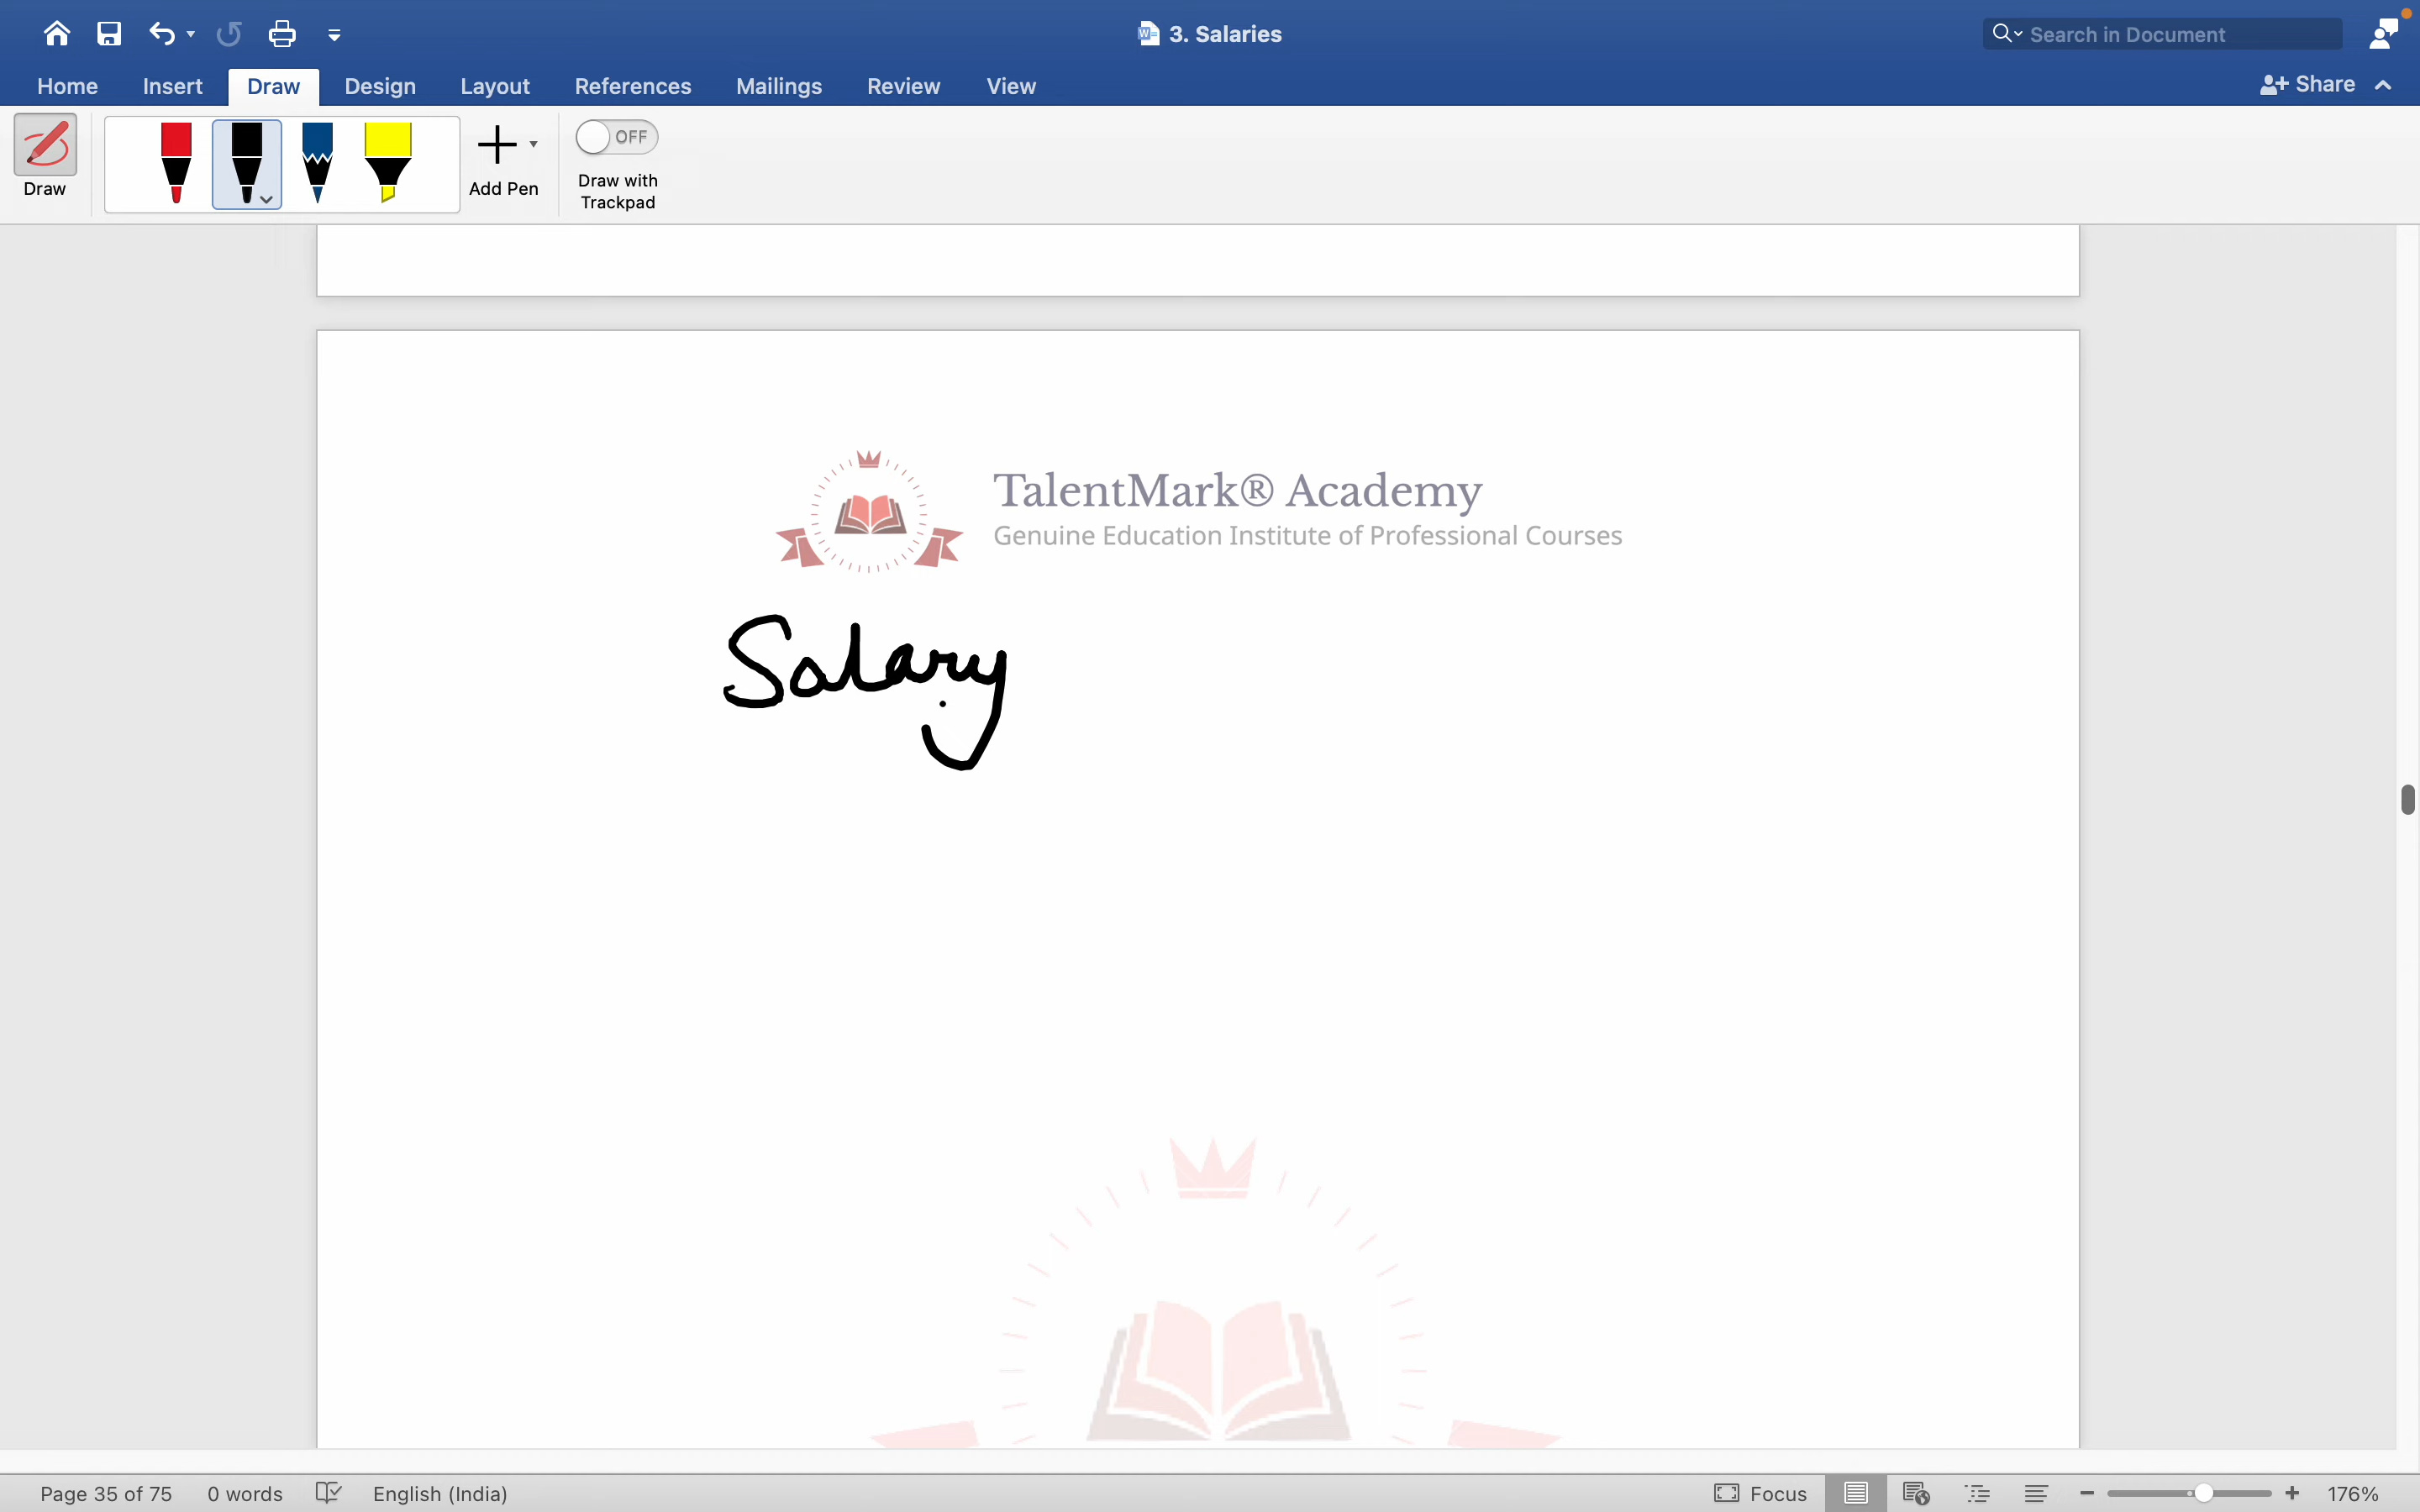 3. Salaries
Search in Document
Home Insert Draw Design Layout References Mailings Review View
Share
OFF
Draw
Add Pen
Draw with
Trackpad
TalentMark® Academy
Genuine Education Institute of Professional Courses
Salary
Page 35 of 75 0 words English (India) Focus 176%